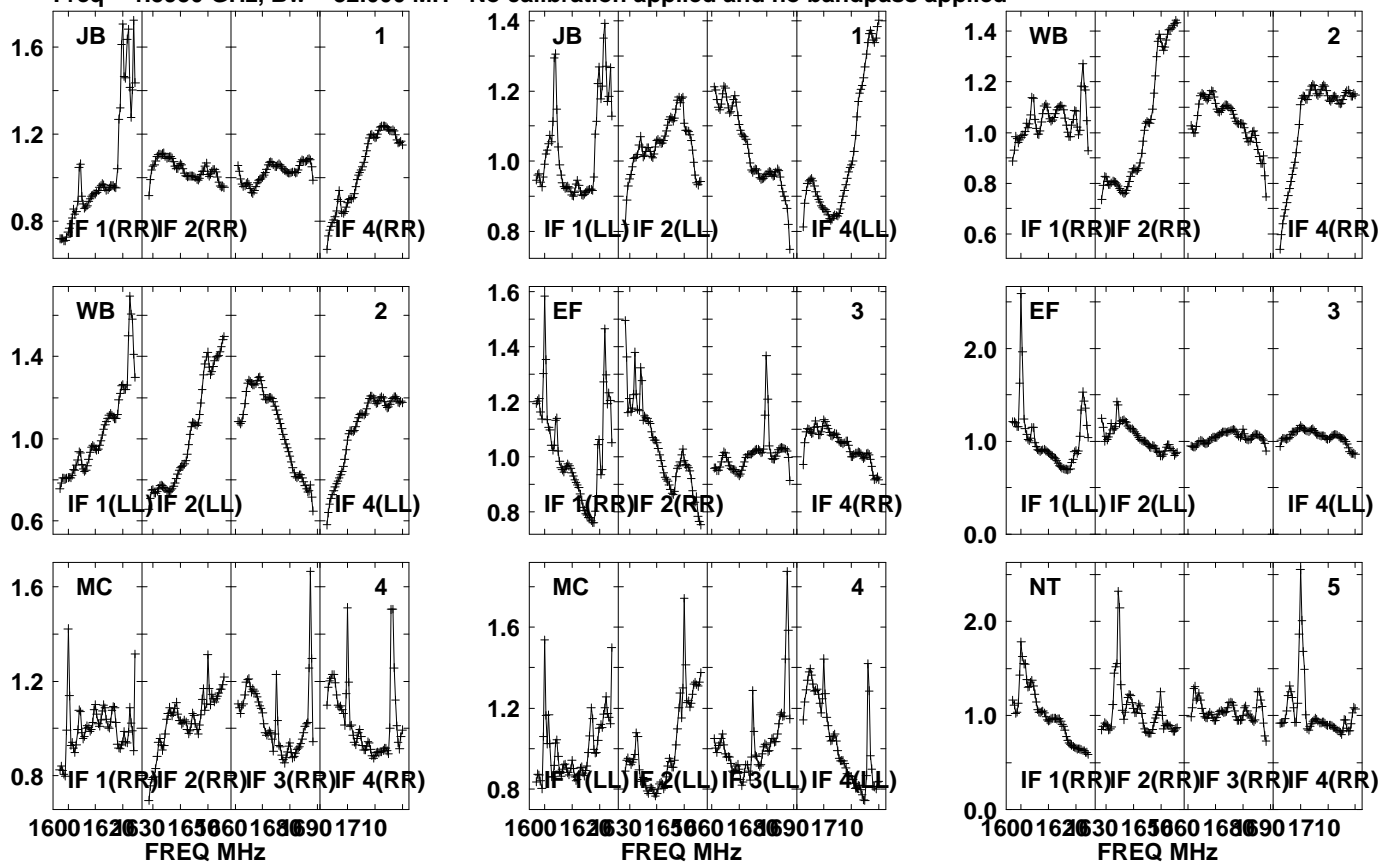 No calibration applied and no bandpass applied
JB 1 JB 1 WB 2
1.6 1.4 1.4
1.2 1.2 1.2
1.0 1.0
0.8 0.8 0.8
0.6
IF 1(RR) IF 2(RR) IF 4(RR) IF 1(LL) IF 2(LL) IF 4(LL) IF 1(RR) IF 2(RR) IF 4(RR)
WB 2 EF 3 EF 3
1.4 1.6 2.0
1.0 1.4 1.0
0.6 1.2 0.0
1.0
0.8
IF 1(LL) IF 2(LL) IF 4(LL) IF 1(RR) IF 2(RR) IF 4(RR) IF 1(LL) IF 2(LL) IF 4(LL)
MC 4 MC 4 NT 5
1.6 1.6 2.0
1.2 1.2 1.0
0.8 0.8 0.0
IF 1(RR) IF 2(RR) IF 3(RR) IF 4(RR) IF 1(LL) IF 2(LL) IF 3(LL) IF 4(LL) IF 1(RR) IF 2(RR) IF 3(RR) IF 4(RR)
1600 1710 1600 1710 1600 1710
FREQ MHz FREQ MHz FREQ MHz